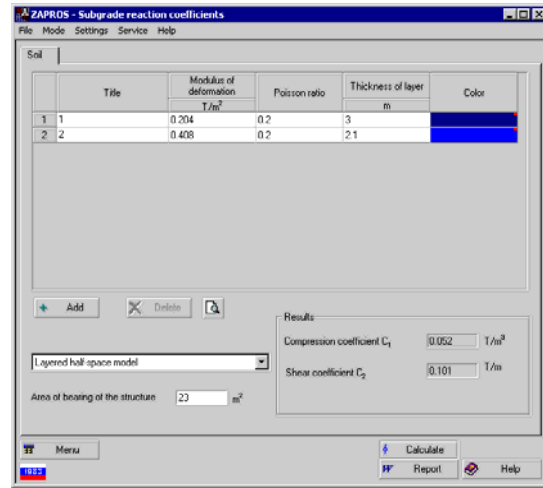 ZAPROS - Subgrade reaction coefficients
File Mode Settings Service Help
Soil
Title Modulus of deformation Poisson ratio Thickness of layer Color
T/m² m
1 1 0.204 0.2 3
2 2 0.408 0.2 2.1
Add Delete
Results
Compression coefficient C₁ 0.052 T/m³
Layered half-space model
Shear coefficient C₂ 0.101 T/m
Area of bearing of the structure 23 m²
Menu Calculate
Report Help